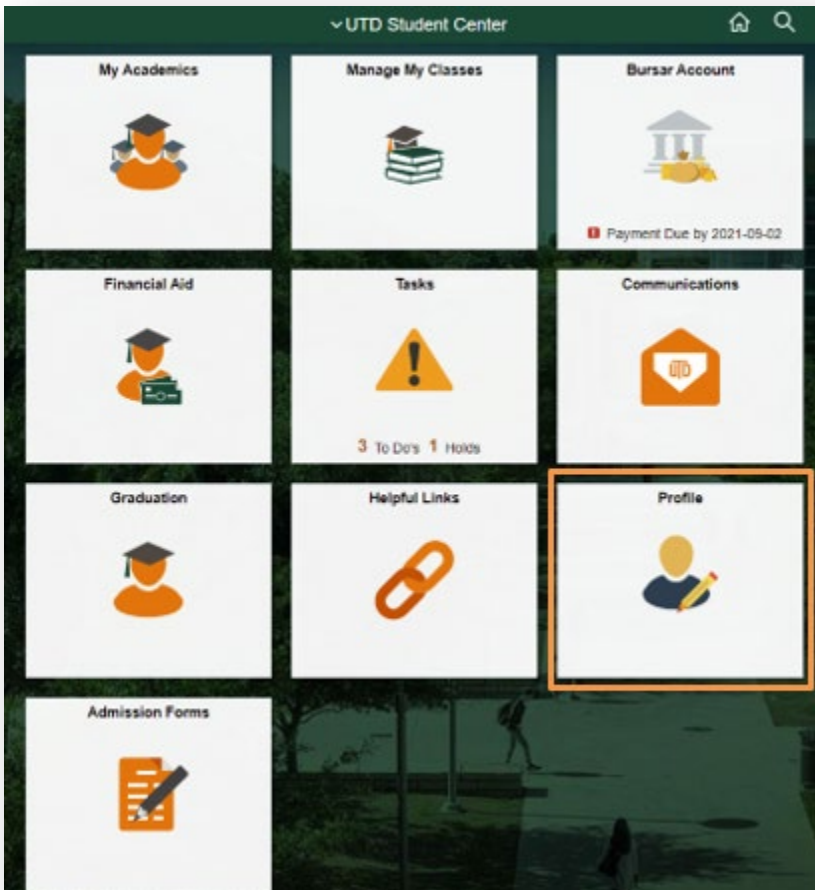 UTD Student Center
My Academics
Manage My Classes
Bursar Account
Payment Due by 2021-09-02
Financial Aid
Tasks
Communications
UTD
3 To Do's 1 Holds
Graduation
Helpful Links
Profile
Admission Forms